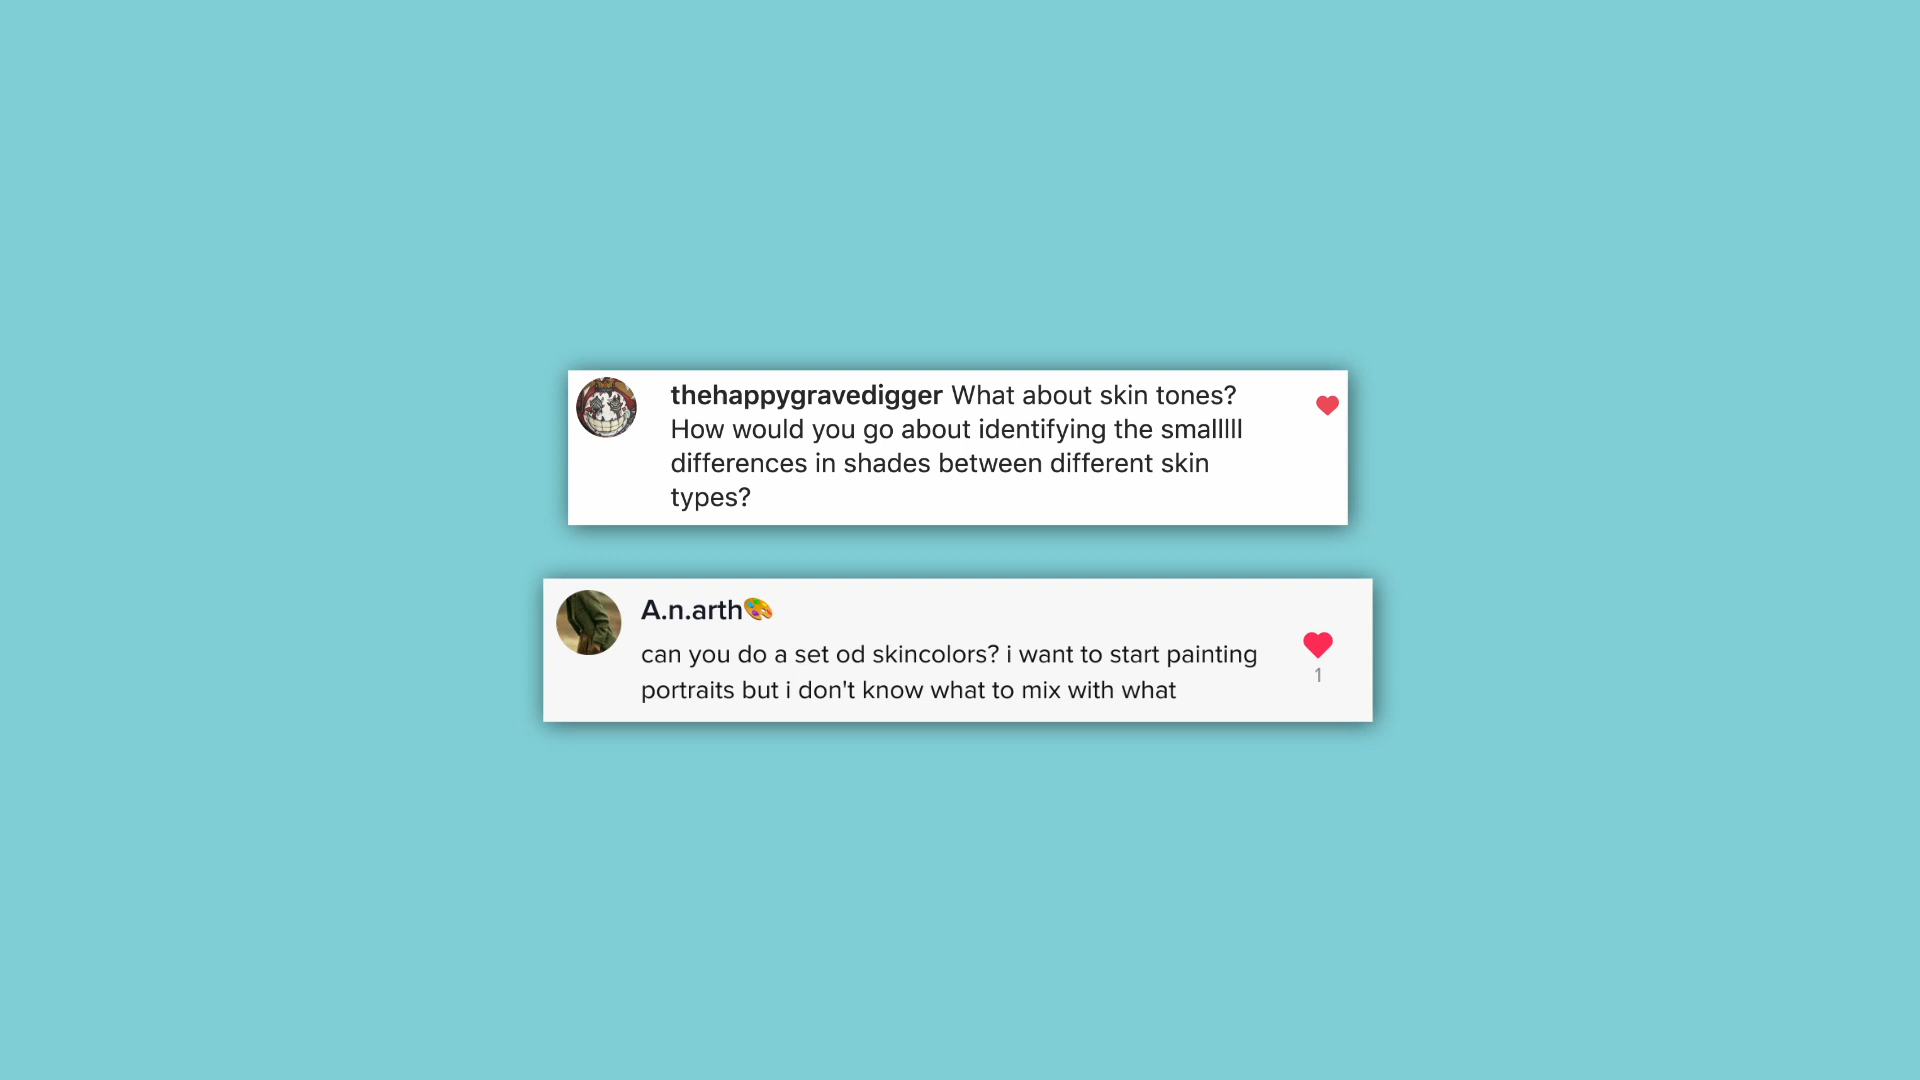 thehappygravedigger What about skin tones?
How would you go about identifying the smalllll
differences in shades between different skin
types?
A.n.arth🎨
can you do a set od skincolors? i want to start painting
portraits but i don't know what to mix with what
1